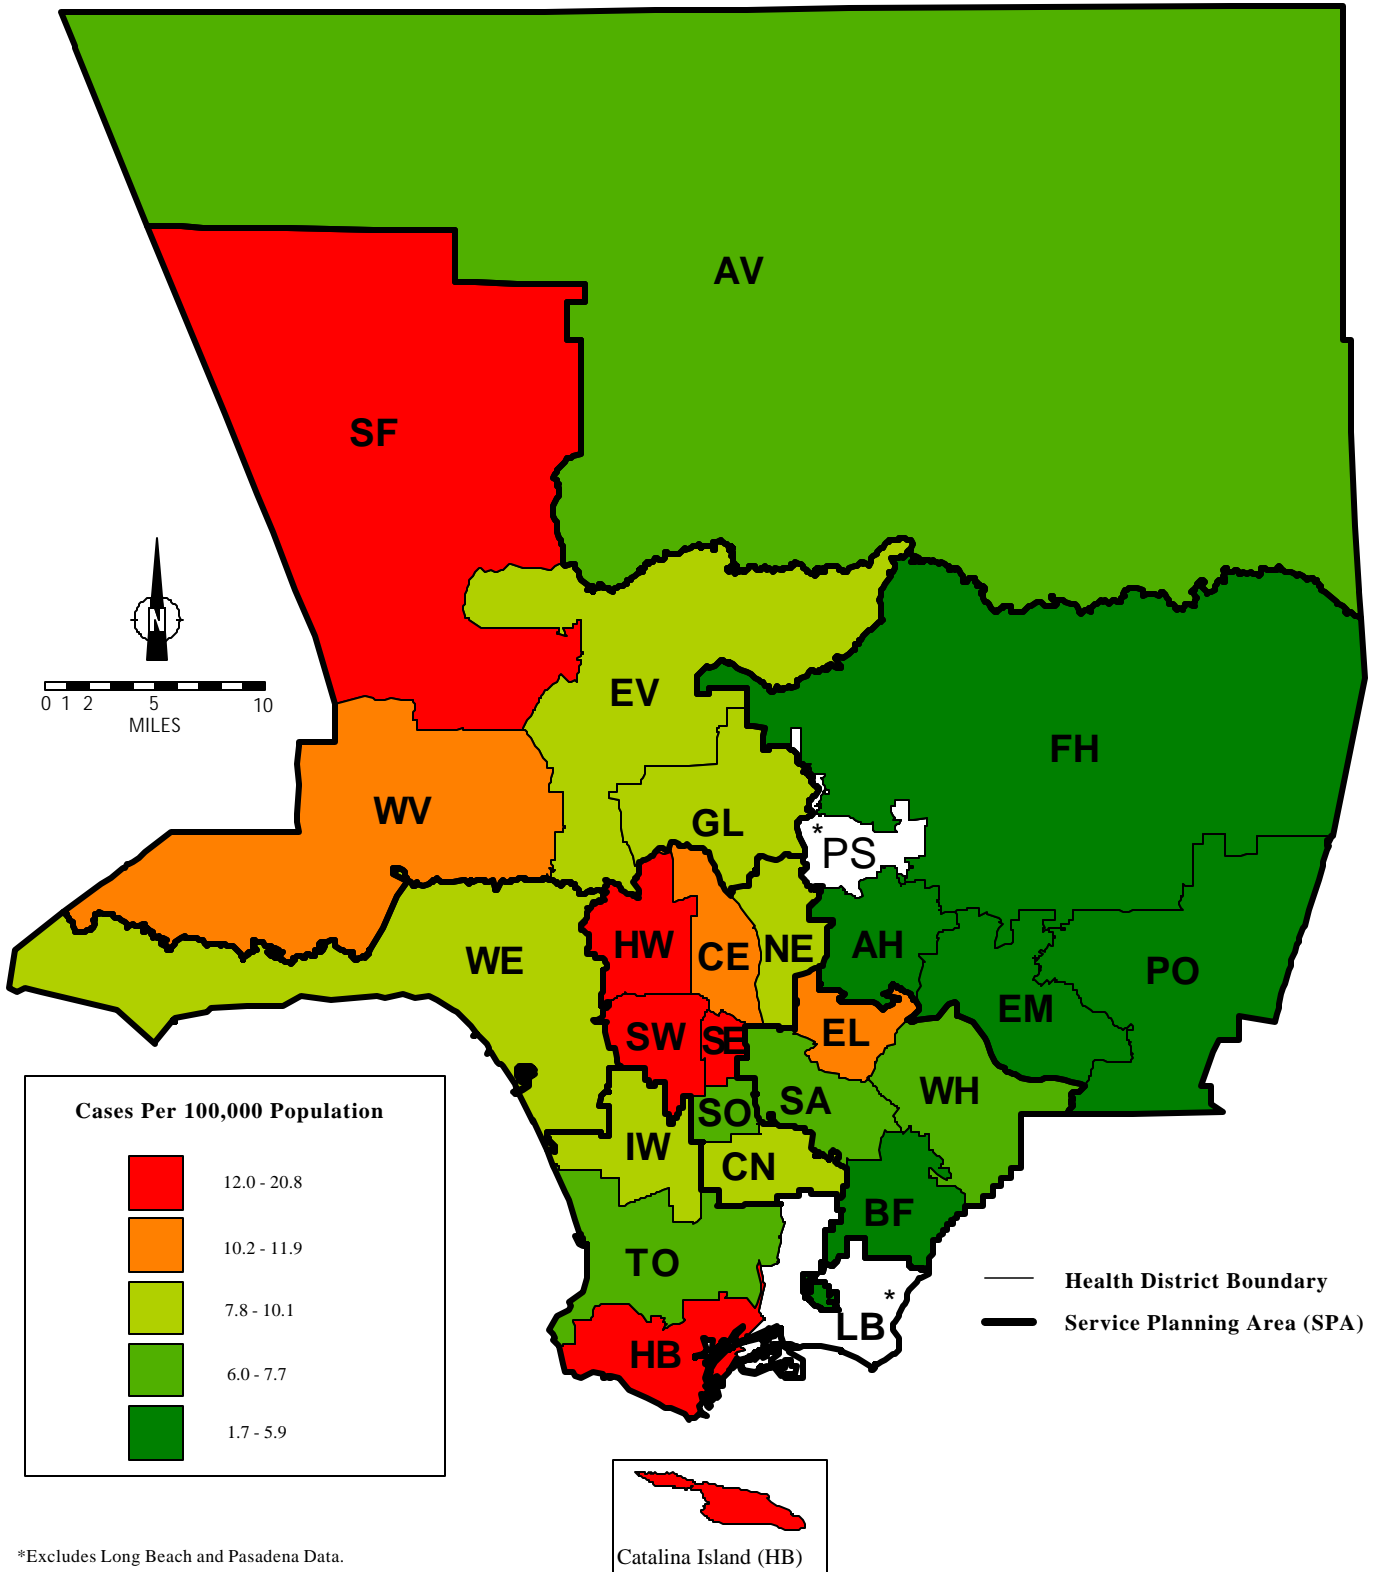 AV
SF
N
0 1 2 5 10
MILES
EV
FH
WV
GL
*
PS
HW
CE
NE
AH
WE
PO
EM
SW
SE
EL
WH
SA
SO
IW
CN
BF
TO
*
LB
HB
Cases Per 100,000 Population
12.0 - 20.8
10.2 - 11.9
7.8 - 10.1
6.0 - 7.7
1.7 - 5.9
Health District Boundary
Service Planning Area (SPA)
Catalina Island (HB)
*Excludes Long Beach and Pasadena Data.